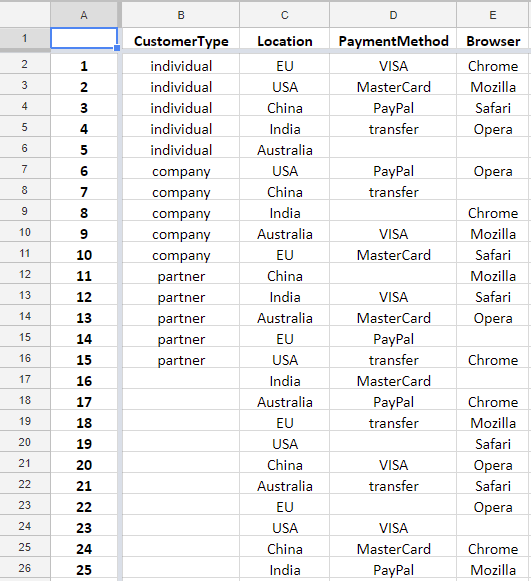 A B C D E
1 CustomerType Location PaymentMethod Browser
2 1 individual EU VISA Chrome
3 2 individual USA MasterCard Mozilla
4 3 individual China PayPal Safari
5 4 individual India transfer Opera
6 5 individual Australia
7 6 company USA PayPal Opera
8 7 company China transfer
9 8 company India Chrome
10 9 company Australia VISA Mozilla
11 10 company EU MasterCard Safari
12 11 partner China Mozilla
13 12 partner India VISA Safari
14 13 partner Australia MasterCard Opera
15 14 partner EU PayPal
16 15 partner USA transfer Chrome
17 16 India MasterCard
18 17 Australia PayPal Chrome
19 18 EU transfer Mozilla
20 19 USA Safari
21 20 China VISA Opera
22 21 Australia transfer Safari
23 22 EU Opera
24 23 USA VISA
25 24 China MasterCard Chrome
26 25 India PayPal Mozilla